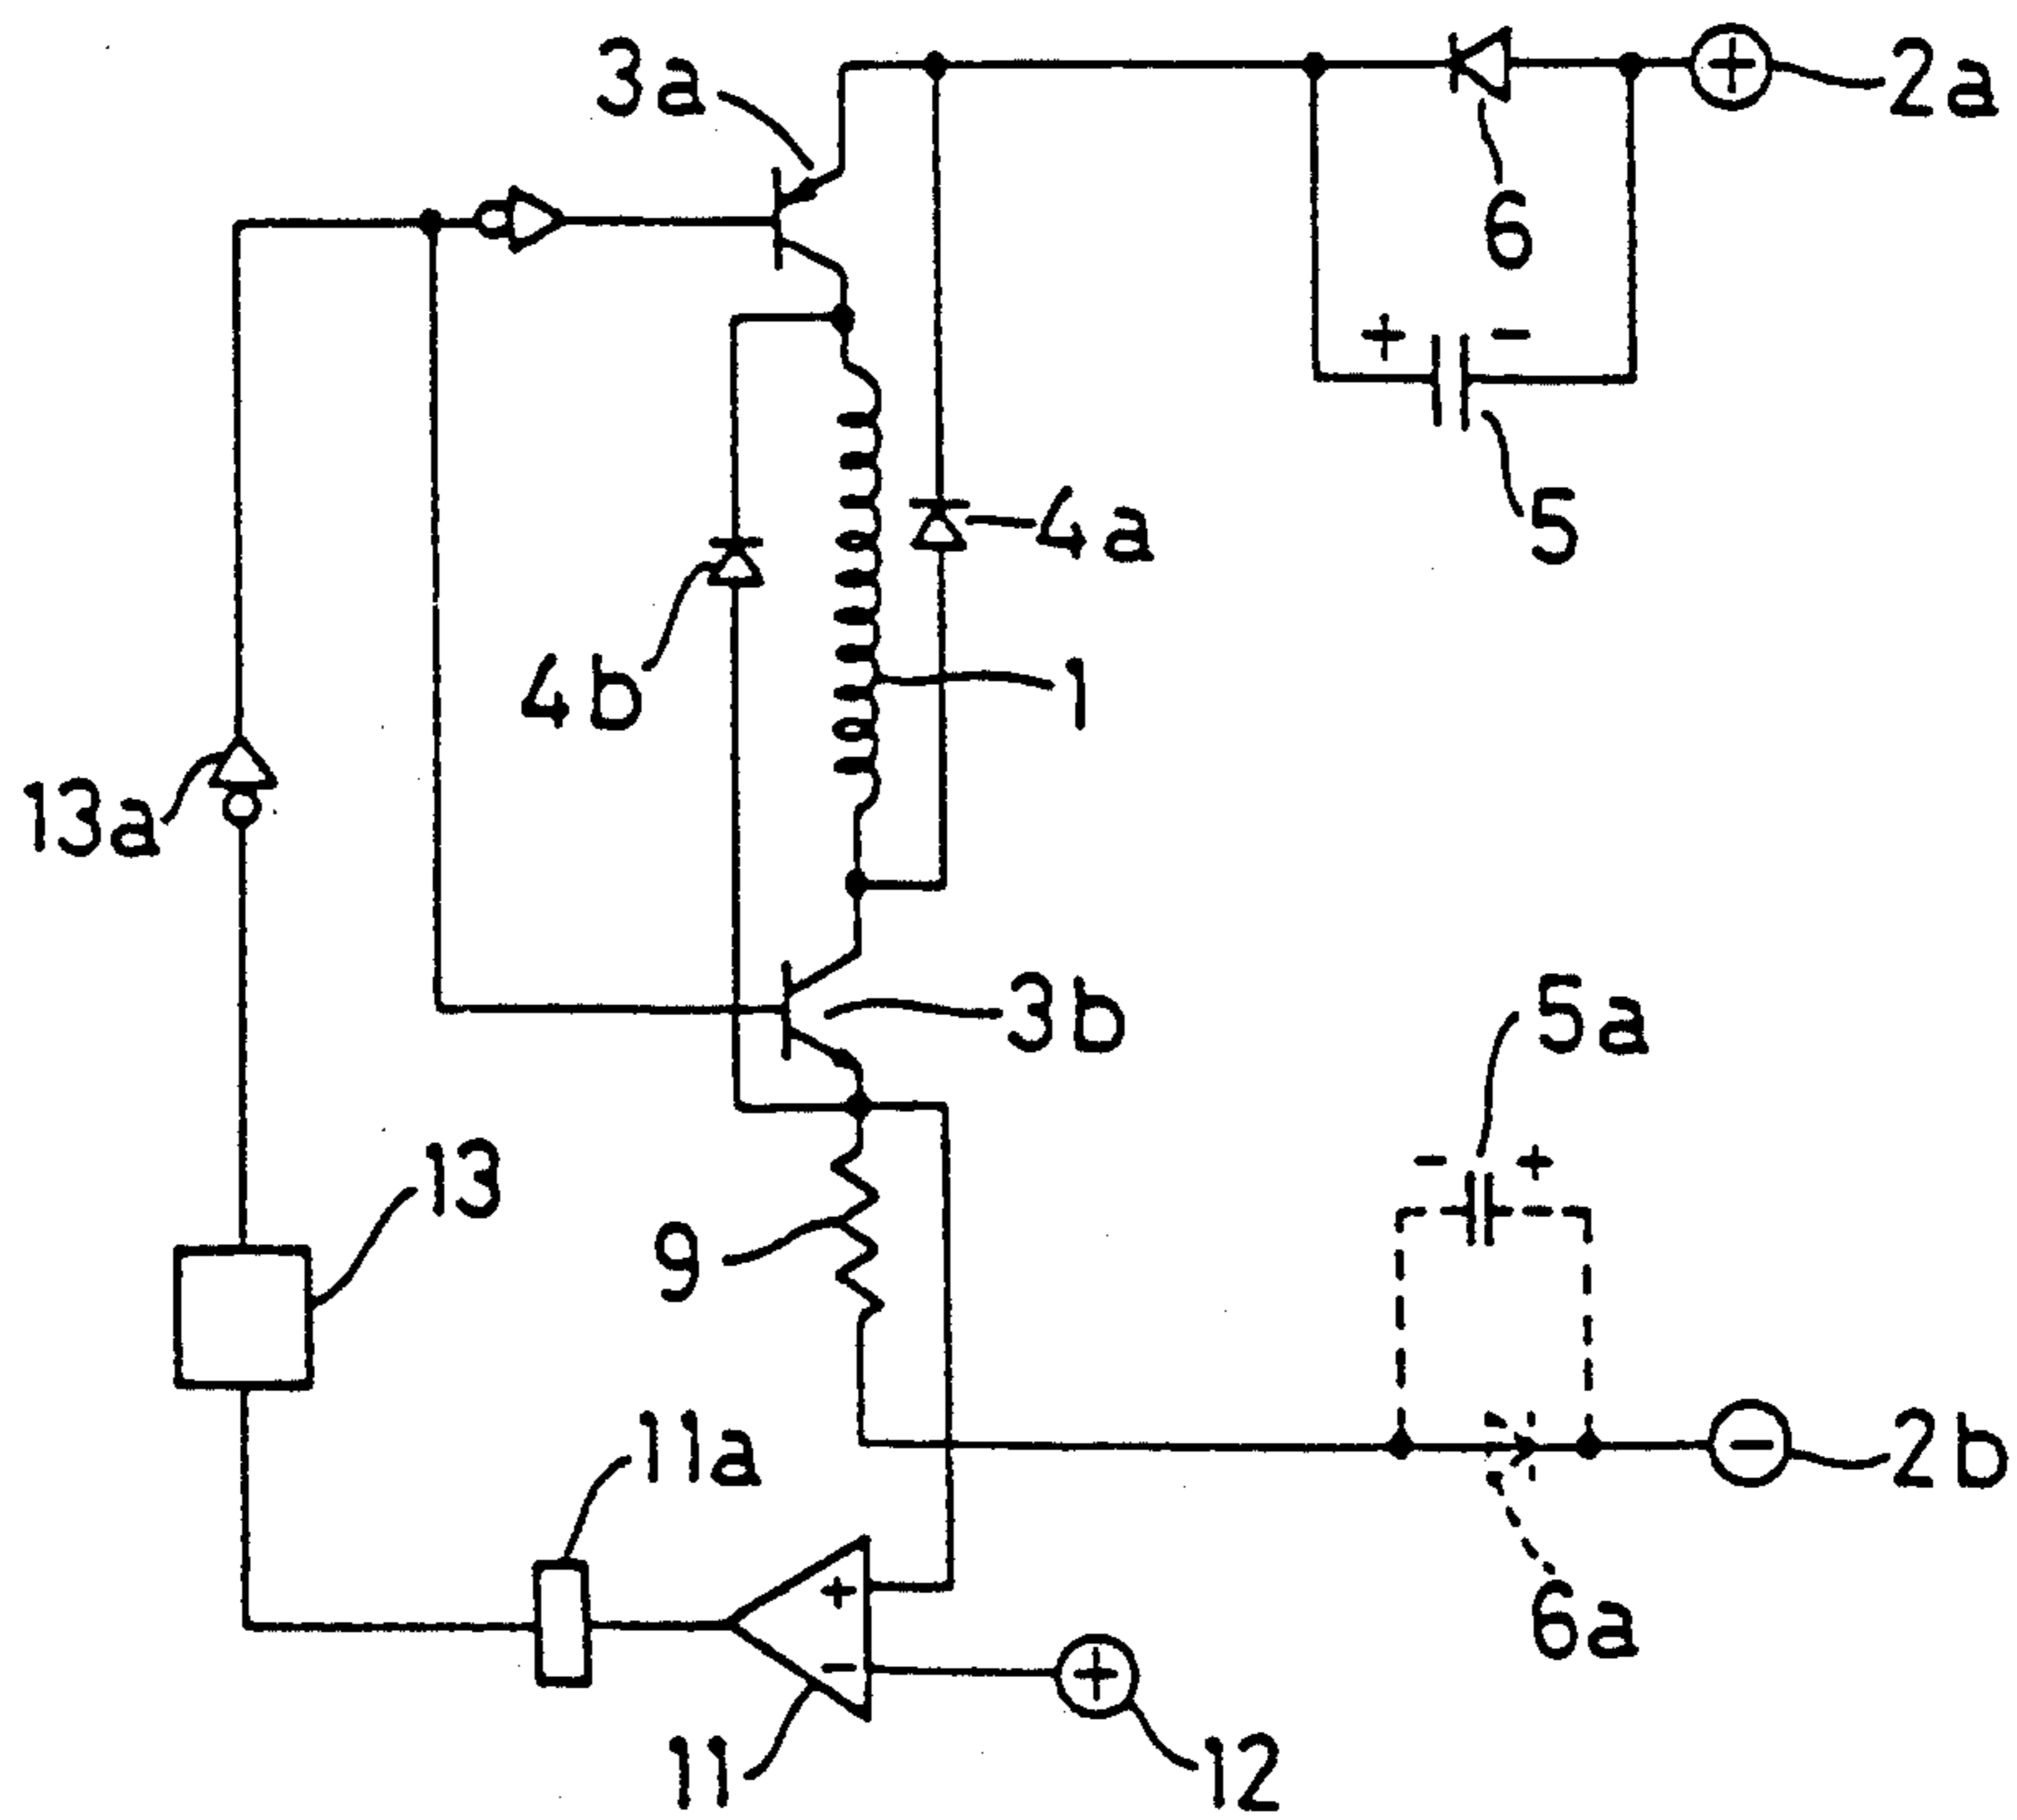 3a
2a
+
6
+ -
5
4a
4b
1
13a
3b
5a
- +
13
9
11a
-
2b
+
6a
-
+
11
12